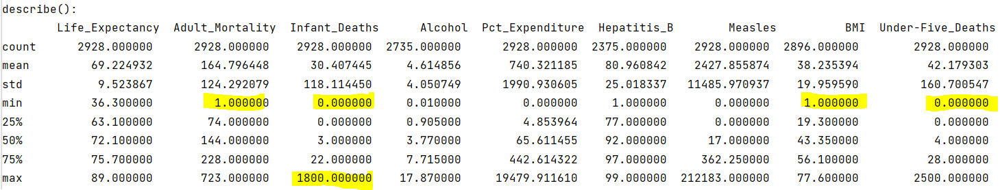 describe():
Life_Expectancy Adult_Mortality Infant_Deaths Alcohol Pct_Expenditure Hepatitis_B Measles BMI Under-Five_Deaths
count 2928.000000 2928.000000 2928.000000 2735.000000 2928.000000 2375.000000 2928.000000 2896.000000 2928.000000
mean 69.224932 164.796448 30.407445 4.614856 740.321185 80.960842 2427.855874 38.235394 42.179303
std 9.523867 124.292079 118.114450 4.050749 1990.930605 25.018337 11485.970937 19.959590 160.700547
min 36.300000 1.000000 0.000000 0.010000 0.000000 1.000000 0.000000 1.000000 0.000000
25% 63.100000 74.000000 0.000000 0.905000 4.853964 77.000000 0.000000 19.300000 0.000000
50% 72.100000 144.000000 3.000000 3.770000 65.611455 92.000000 17.000000 43.350000 4.000000
75% 75.700000 228.000000 22.000000 7.715000 442.614322 97.000000 362.250000 56.100000 28.000000
max 89.000000 723.000000 1800.000000 17.870000 19479.911610 99.000000 212183.000000 77.600000 2500.000000